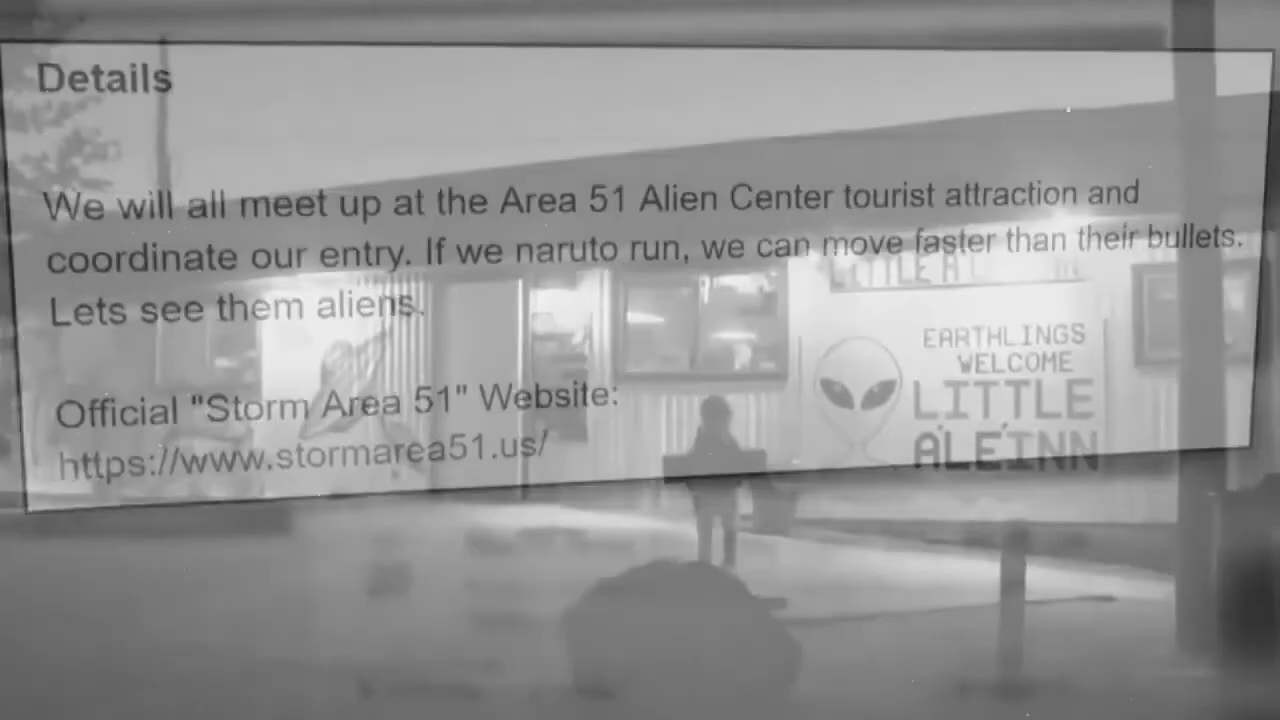 Details
We will all meet up at the Area 51 Alien Center tourist attraction and
coordinate our entry. If we naruto run, we can move faster than their bullets.
Lets see them aliens.
Official "Storm Area 51" Website:
https://www.stormarea51.us/
EARTHLINGS
WELCOME
LITTLE
A'LE'INN